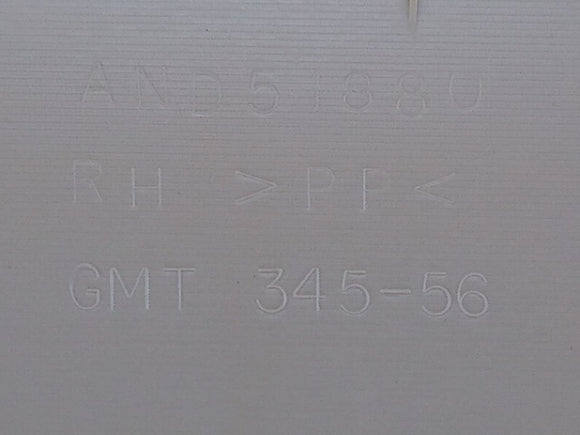 AND51880
RH >PP<
GMT 345-56